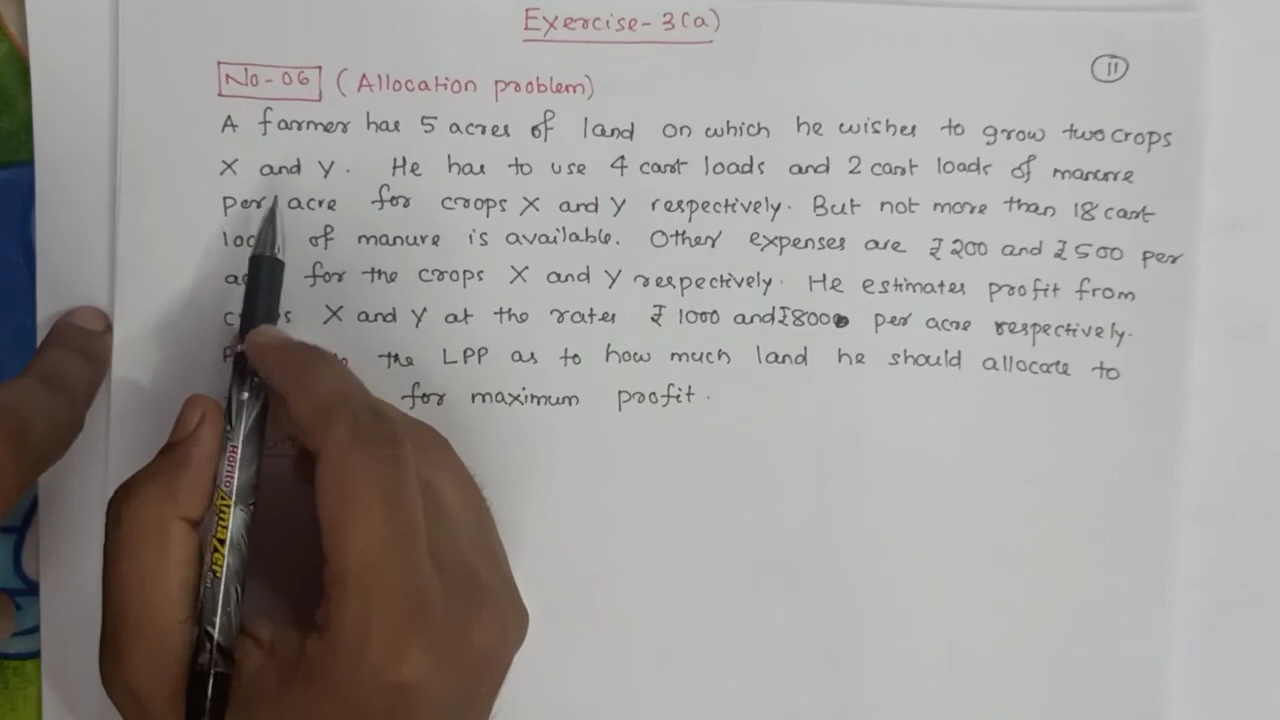 Exercise-3(a)
11
No-06 (Allocation problem)
A farmer has 5 acres of land on which he wishes to grow two crops
X and Y. He has to use 4 cart loads and 2 cart loads of manure
per acre for crops X and Y respectively. But not more than 18 cart
of manure is available. Other expenses are ₹200 and ₹500 per
for the crops X and Y respectively. He estimates profit from
X and Y at the rates ₹1000 and ₹800 per acre respectively.
the LPP as to how much land he should allocate to
for maximum profit.
Horito AmaZer